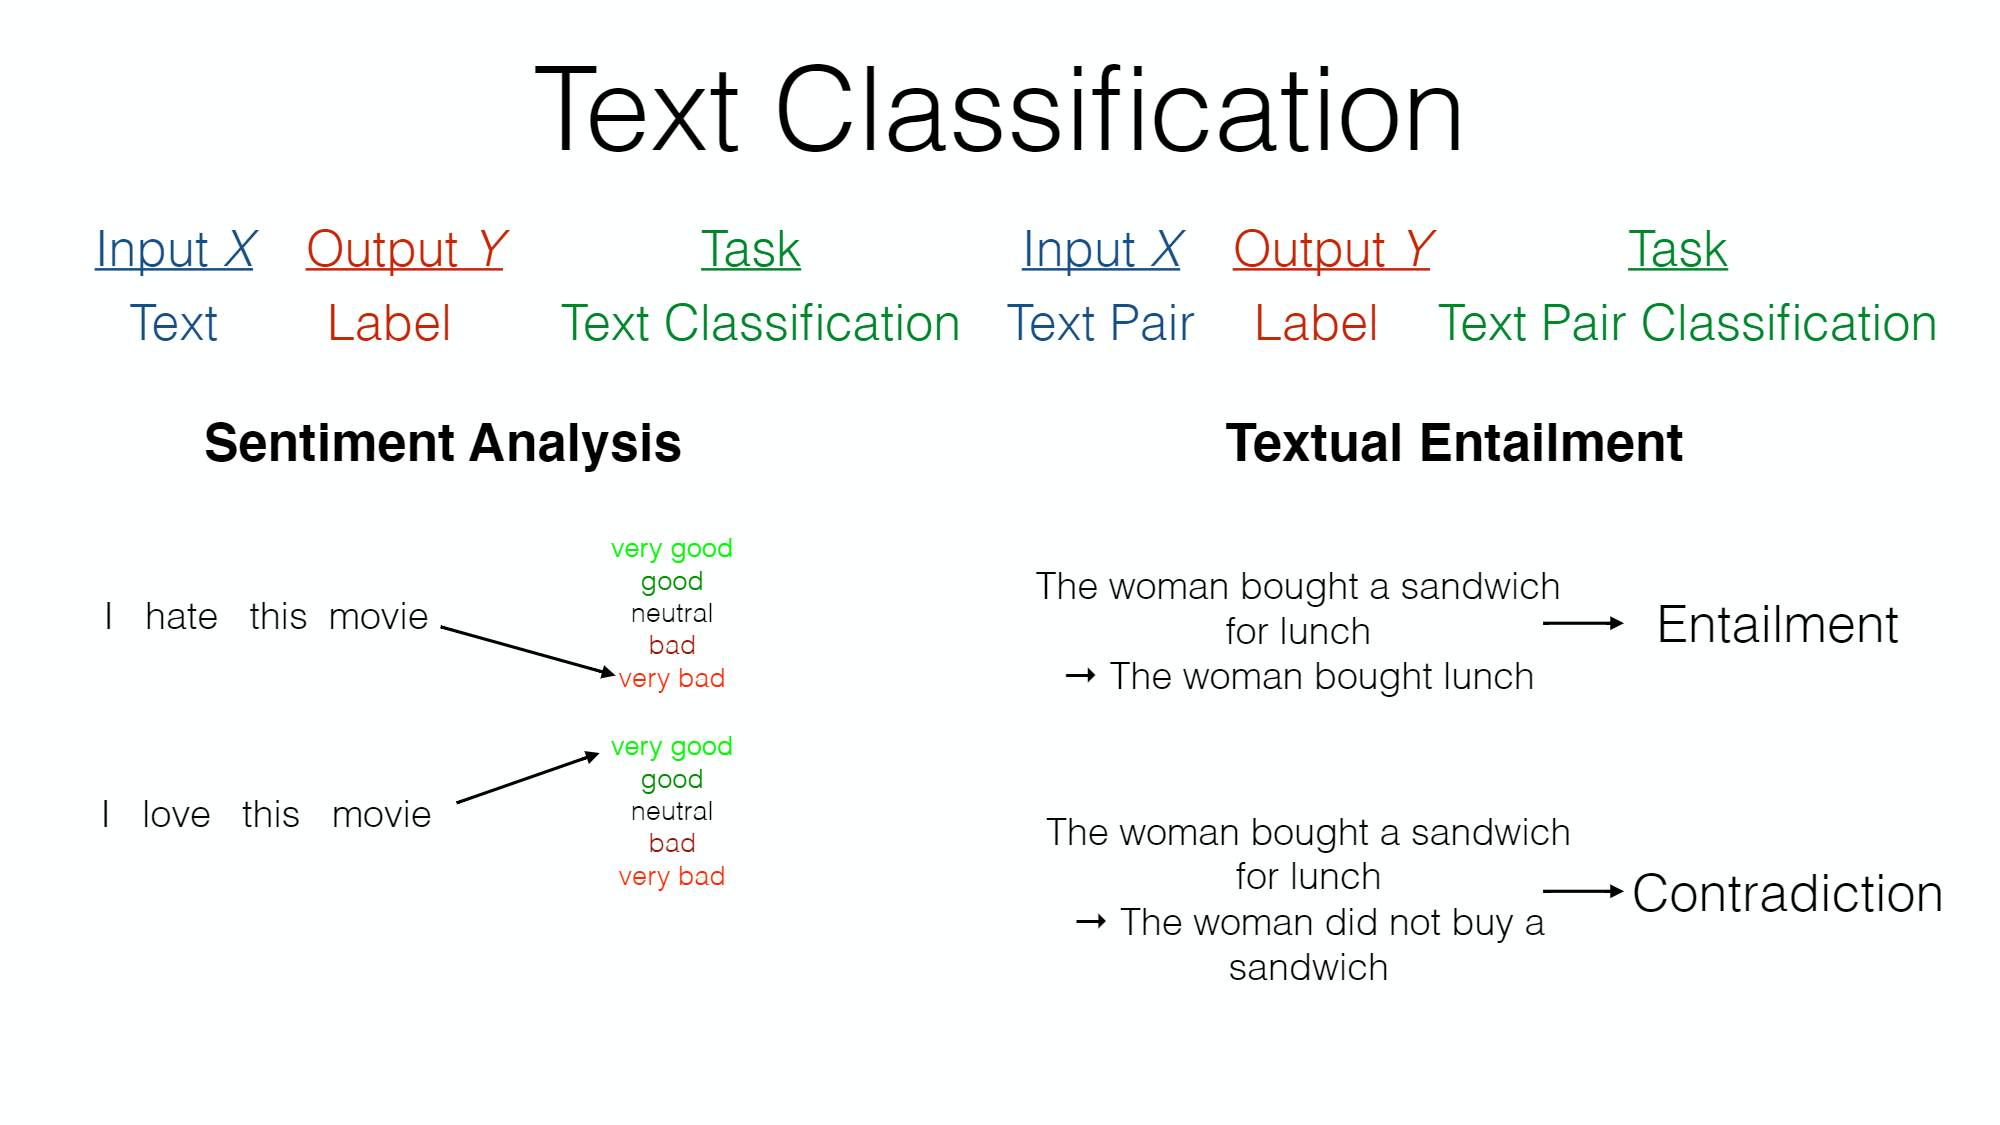 Text Classification
Input X Output Y Task
Text Label Text Classification
Input X Output Y Task
Text Pair Label Text Pair Classification
Sentiment Analysis
I hate this movie
very good
good
neutral
bad
very bad
I love this movie
very good
good
neutral
bad
very bad
Textual Entailment
The woman bought a sandwich
for lunch
→ The woman bought lunch
Entailment
The woman bought a sandwich
for lunch
→ The woman did not buy a
sandwich
Contradiction